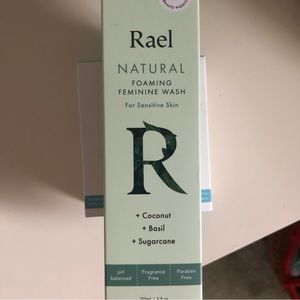 Rael
NATURAL
FOAMING
FEMININE WASH
For Sensitive Skin
R
+ Coconut
+ Basil
+ Sugarcane
pH
balanced
Fragrance
Free
Paraben
Free